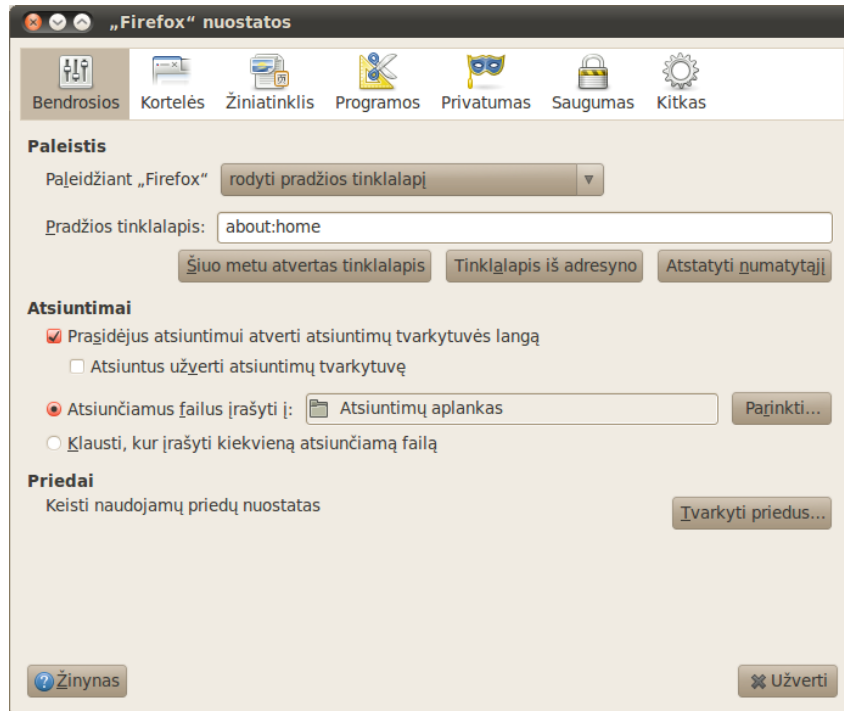 „Firefox“ nuostatos
Bendrosios Kortelės Žiniatinklis Programos Privatumas Saugumas Kitkas
Paleistis
Paleidžiant „Firefox“ rodyti pradžios tinklalapį
Pradžios tinklalapis: about:home
Šiuo metu atvertas tinklalapis Tinklalapis iš adresyno Atstatyti numatytąjį
Atsiuntimai
Prasidėjus atsiuntimui atverti atsiuntimų tvarkytuvės langą
Atsiuntus užverti atsiuntimų tvarkytuvę
Atsiunčiamus failus įrašyti į: Atsiuntimų aplankas Parinkti...
Klausti, kur įrašyti kiekvieną atsiunčiamą failą
Priedai
Keisti naudojamų priedų nuostatas
Tvarkyti priedus...
Žinynas Užverti